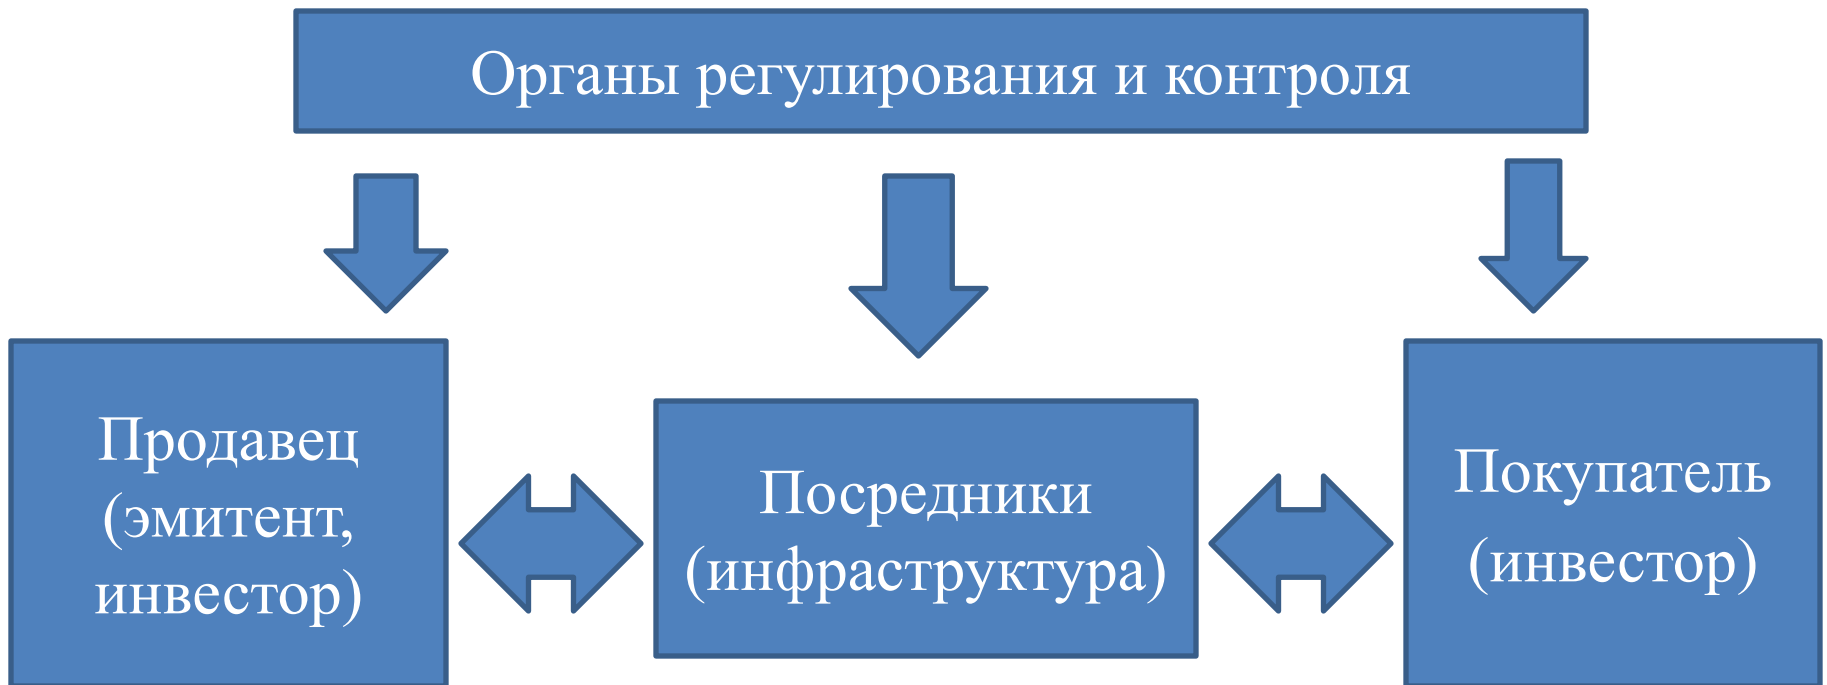 Органы регулирования и контроля
Продавец
(эмитент,
инвестор)
Посредники
(инфраструктура)
Покупатель
(инвестор)